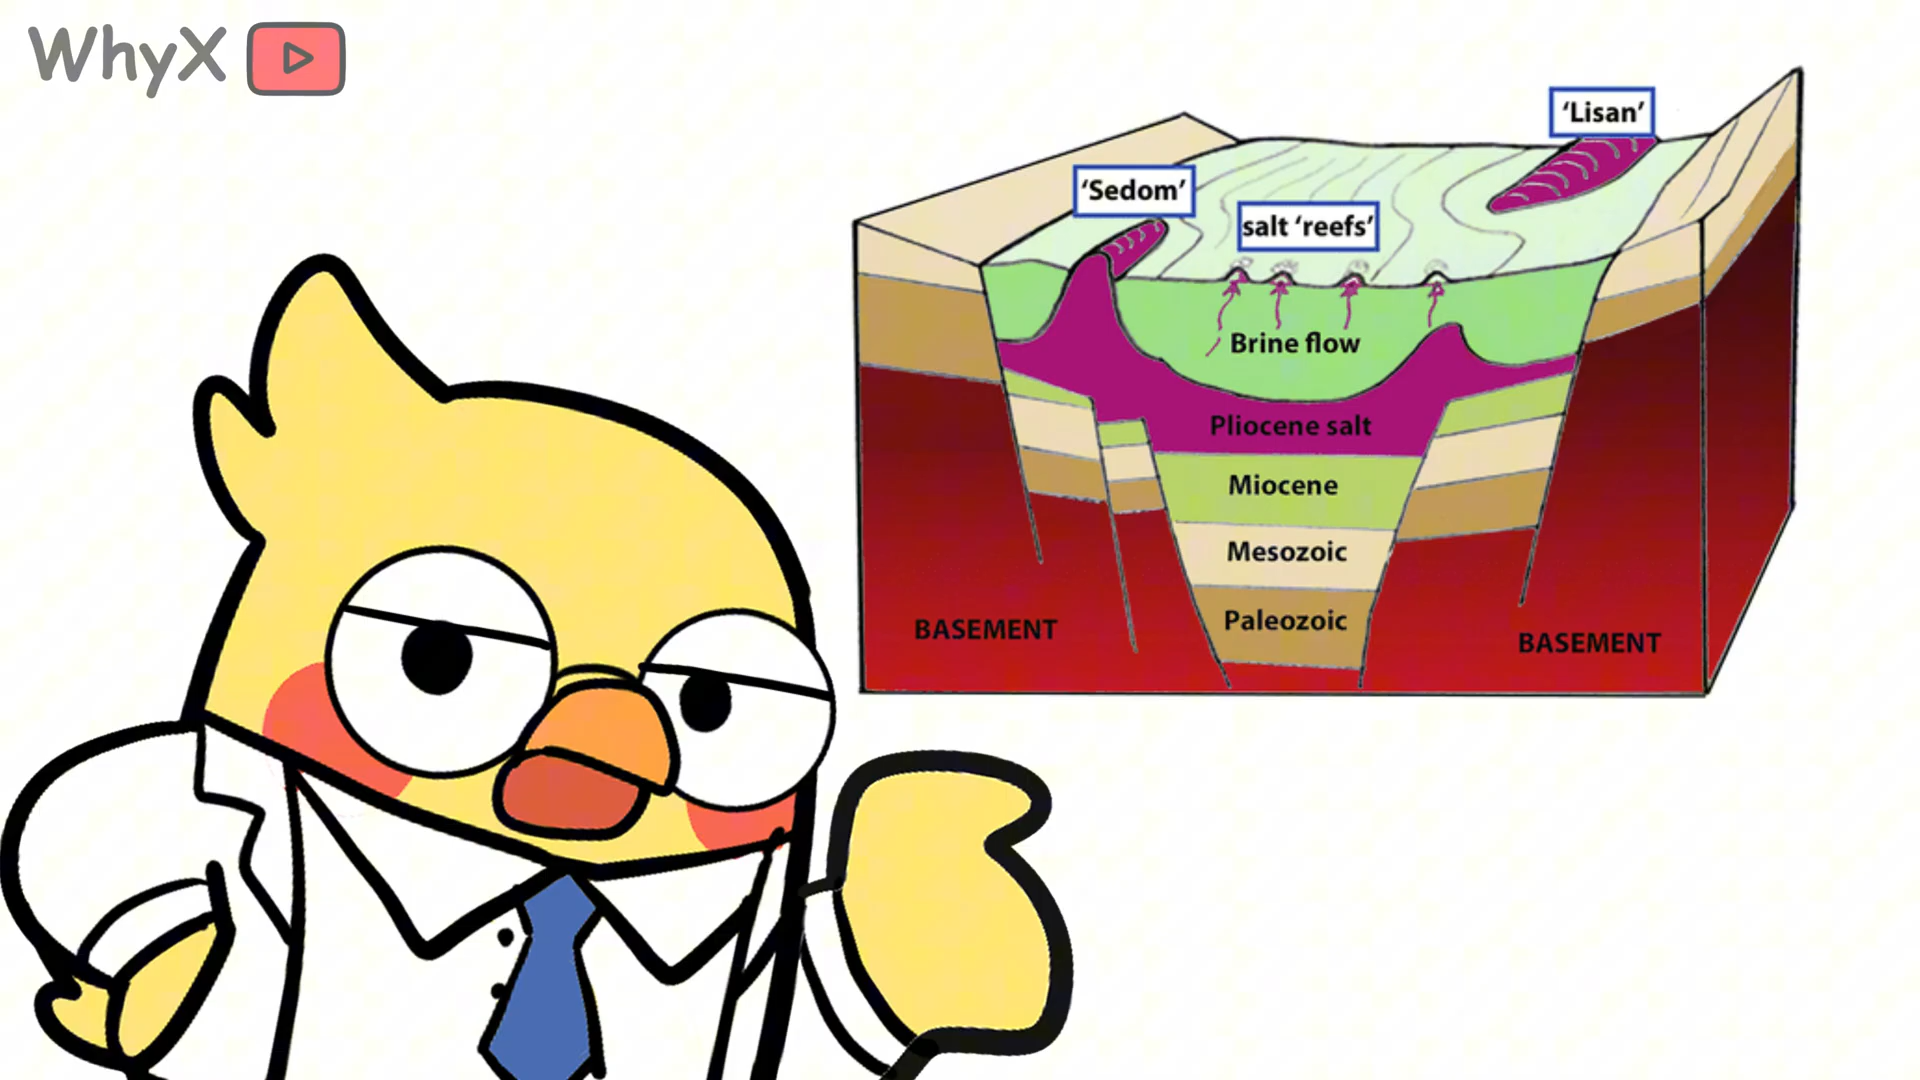 WhyX
‘Lisan’
‘Sedom’
salt ‘reefs’
Brine flow
Pliocene salt
Miocene
Mesozoic
Paleozoic
BASEMENT
BASEMENT